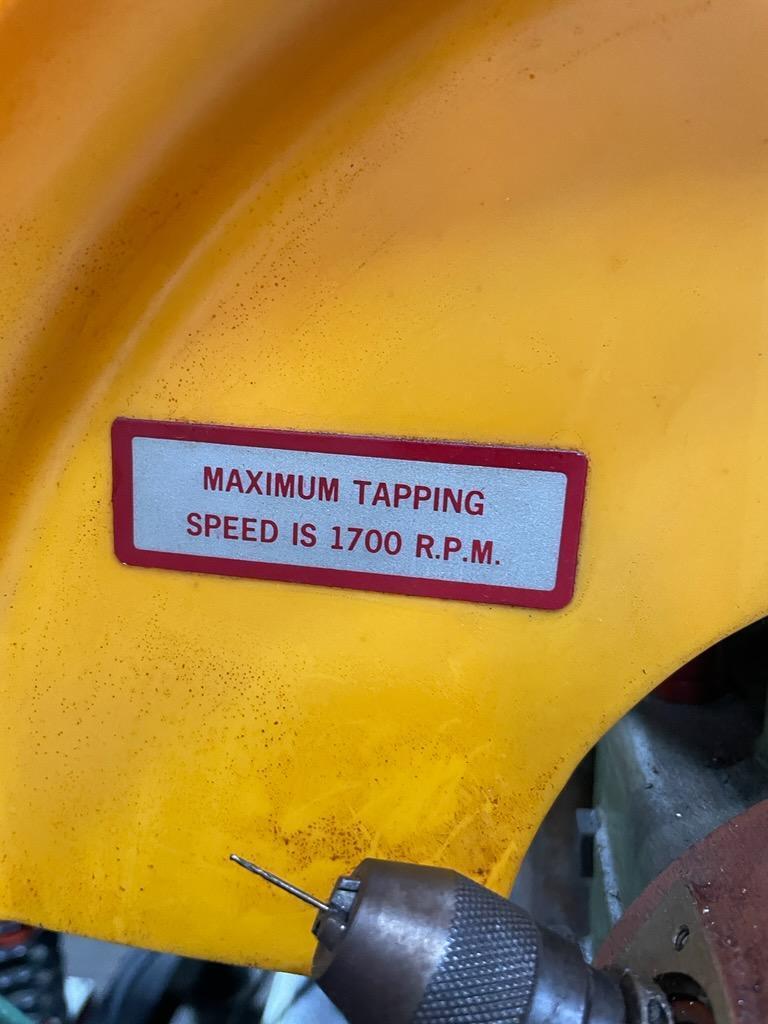 MAXIMUM TAPPING
SPEED IS 1700 R.P.M.